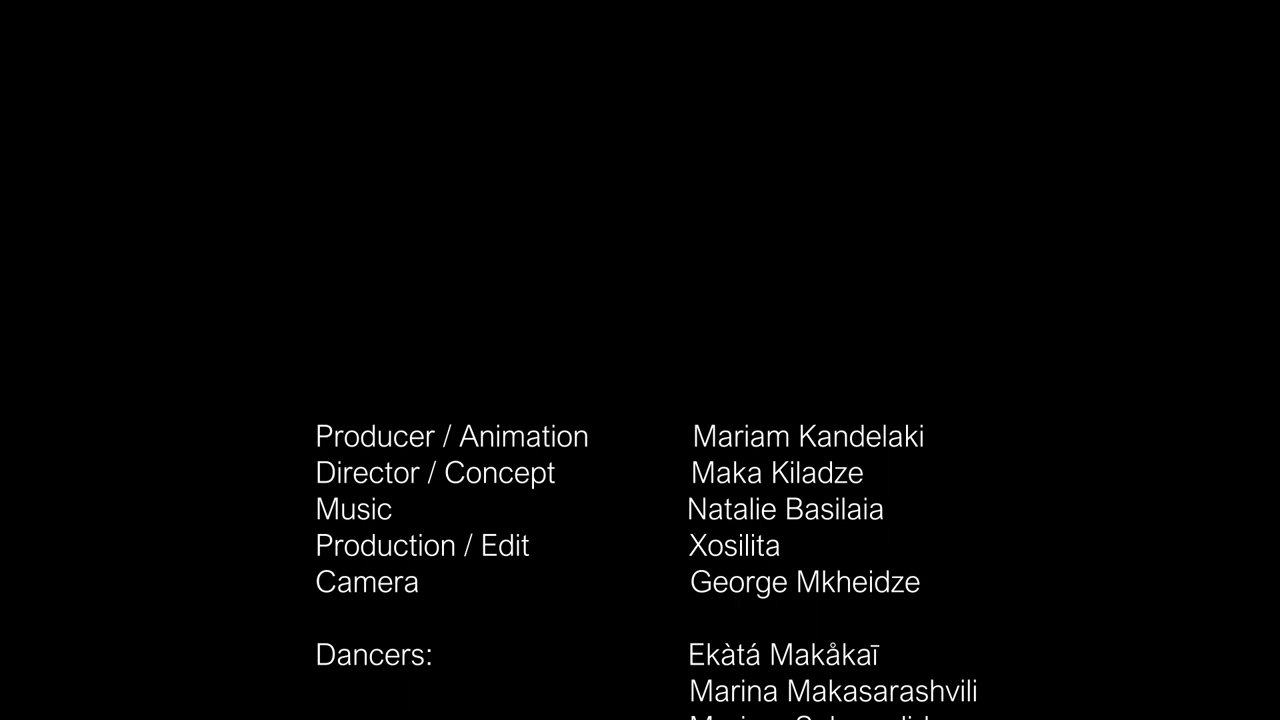 Producer / Animation Mariam Kandelaki
Director / Concept Maka Kiladze
Music Natalie Basilaia
Production / Edit Xosilita
Camera George Mkheidze
Dancers: Ekàtá Makåkaī
Marina Makasarashvili